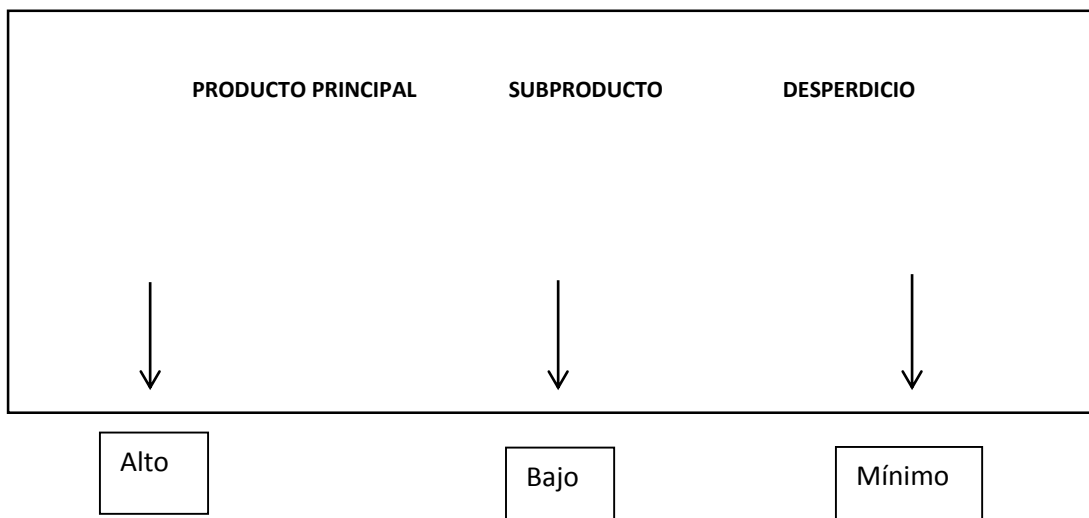 PRODUCTO PRINCIPAL SUBPRODUCTO DESPERDICIO
Alto Bajo Mínimo